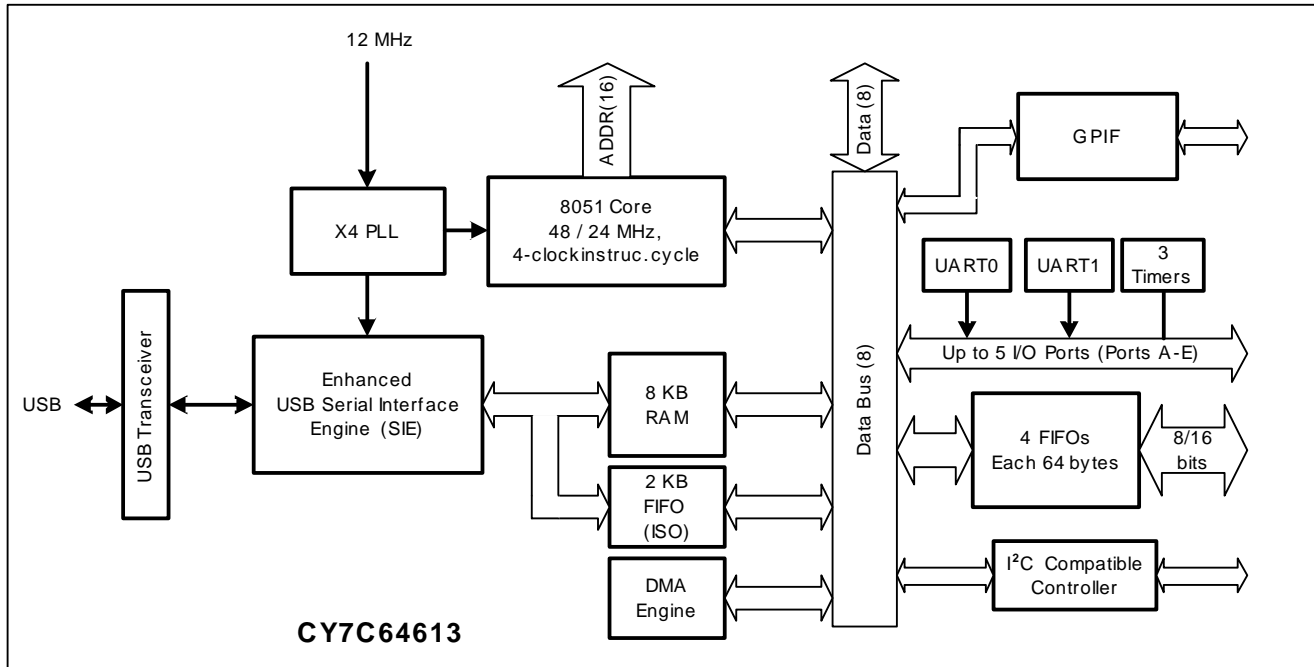 12 MHz
ADDR(16)
Data (8)
GPIF
X4 PLL
8051 Core
48 / 24 MHz,
4-clockinstruc.cycle
UART0
UART1
3
Timers
USB
USB Transceiver
Enhanced
USB Serial Interface
Engine (SIE)
8 KB
RAM
Data Bus (8)
Up to 5 I/O Ports (Ports A-E)
4 FIFOs
Each 64 bytes
8/16
bits
2 KB
FIFO
(ISO)
I²C Compatible
Controller
DMA
Engine
CY7C64613